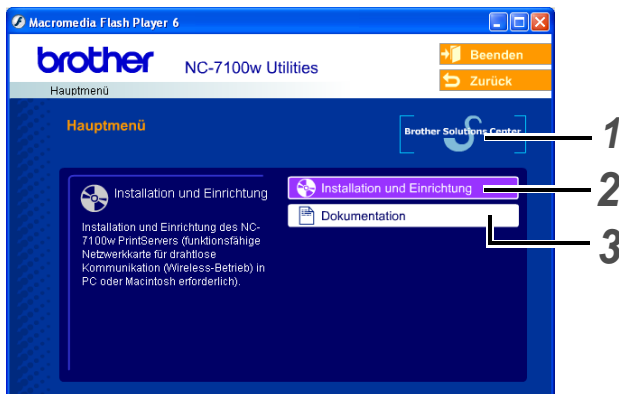 Macromedia Flash Player 6
brother
NC-7100w Utilities
Beenden
Zurück
Hauptmenü
Hauptmenü
Brother Solutions Center
1
Installation und Einrichtung
Installation und Einrichtung
2
Dokumentation
3
Installation und Einrichtung des NC-
7100w PrintServers (funktionsfähige
Netzwerkkarte für drahtlose
Kommunikation (Wireless-Betrieb) in
PC oder Macintosh erforderlich).